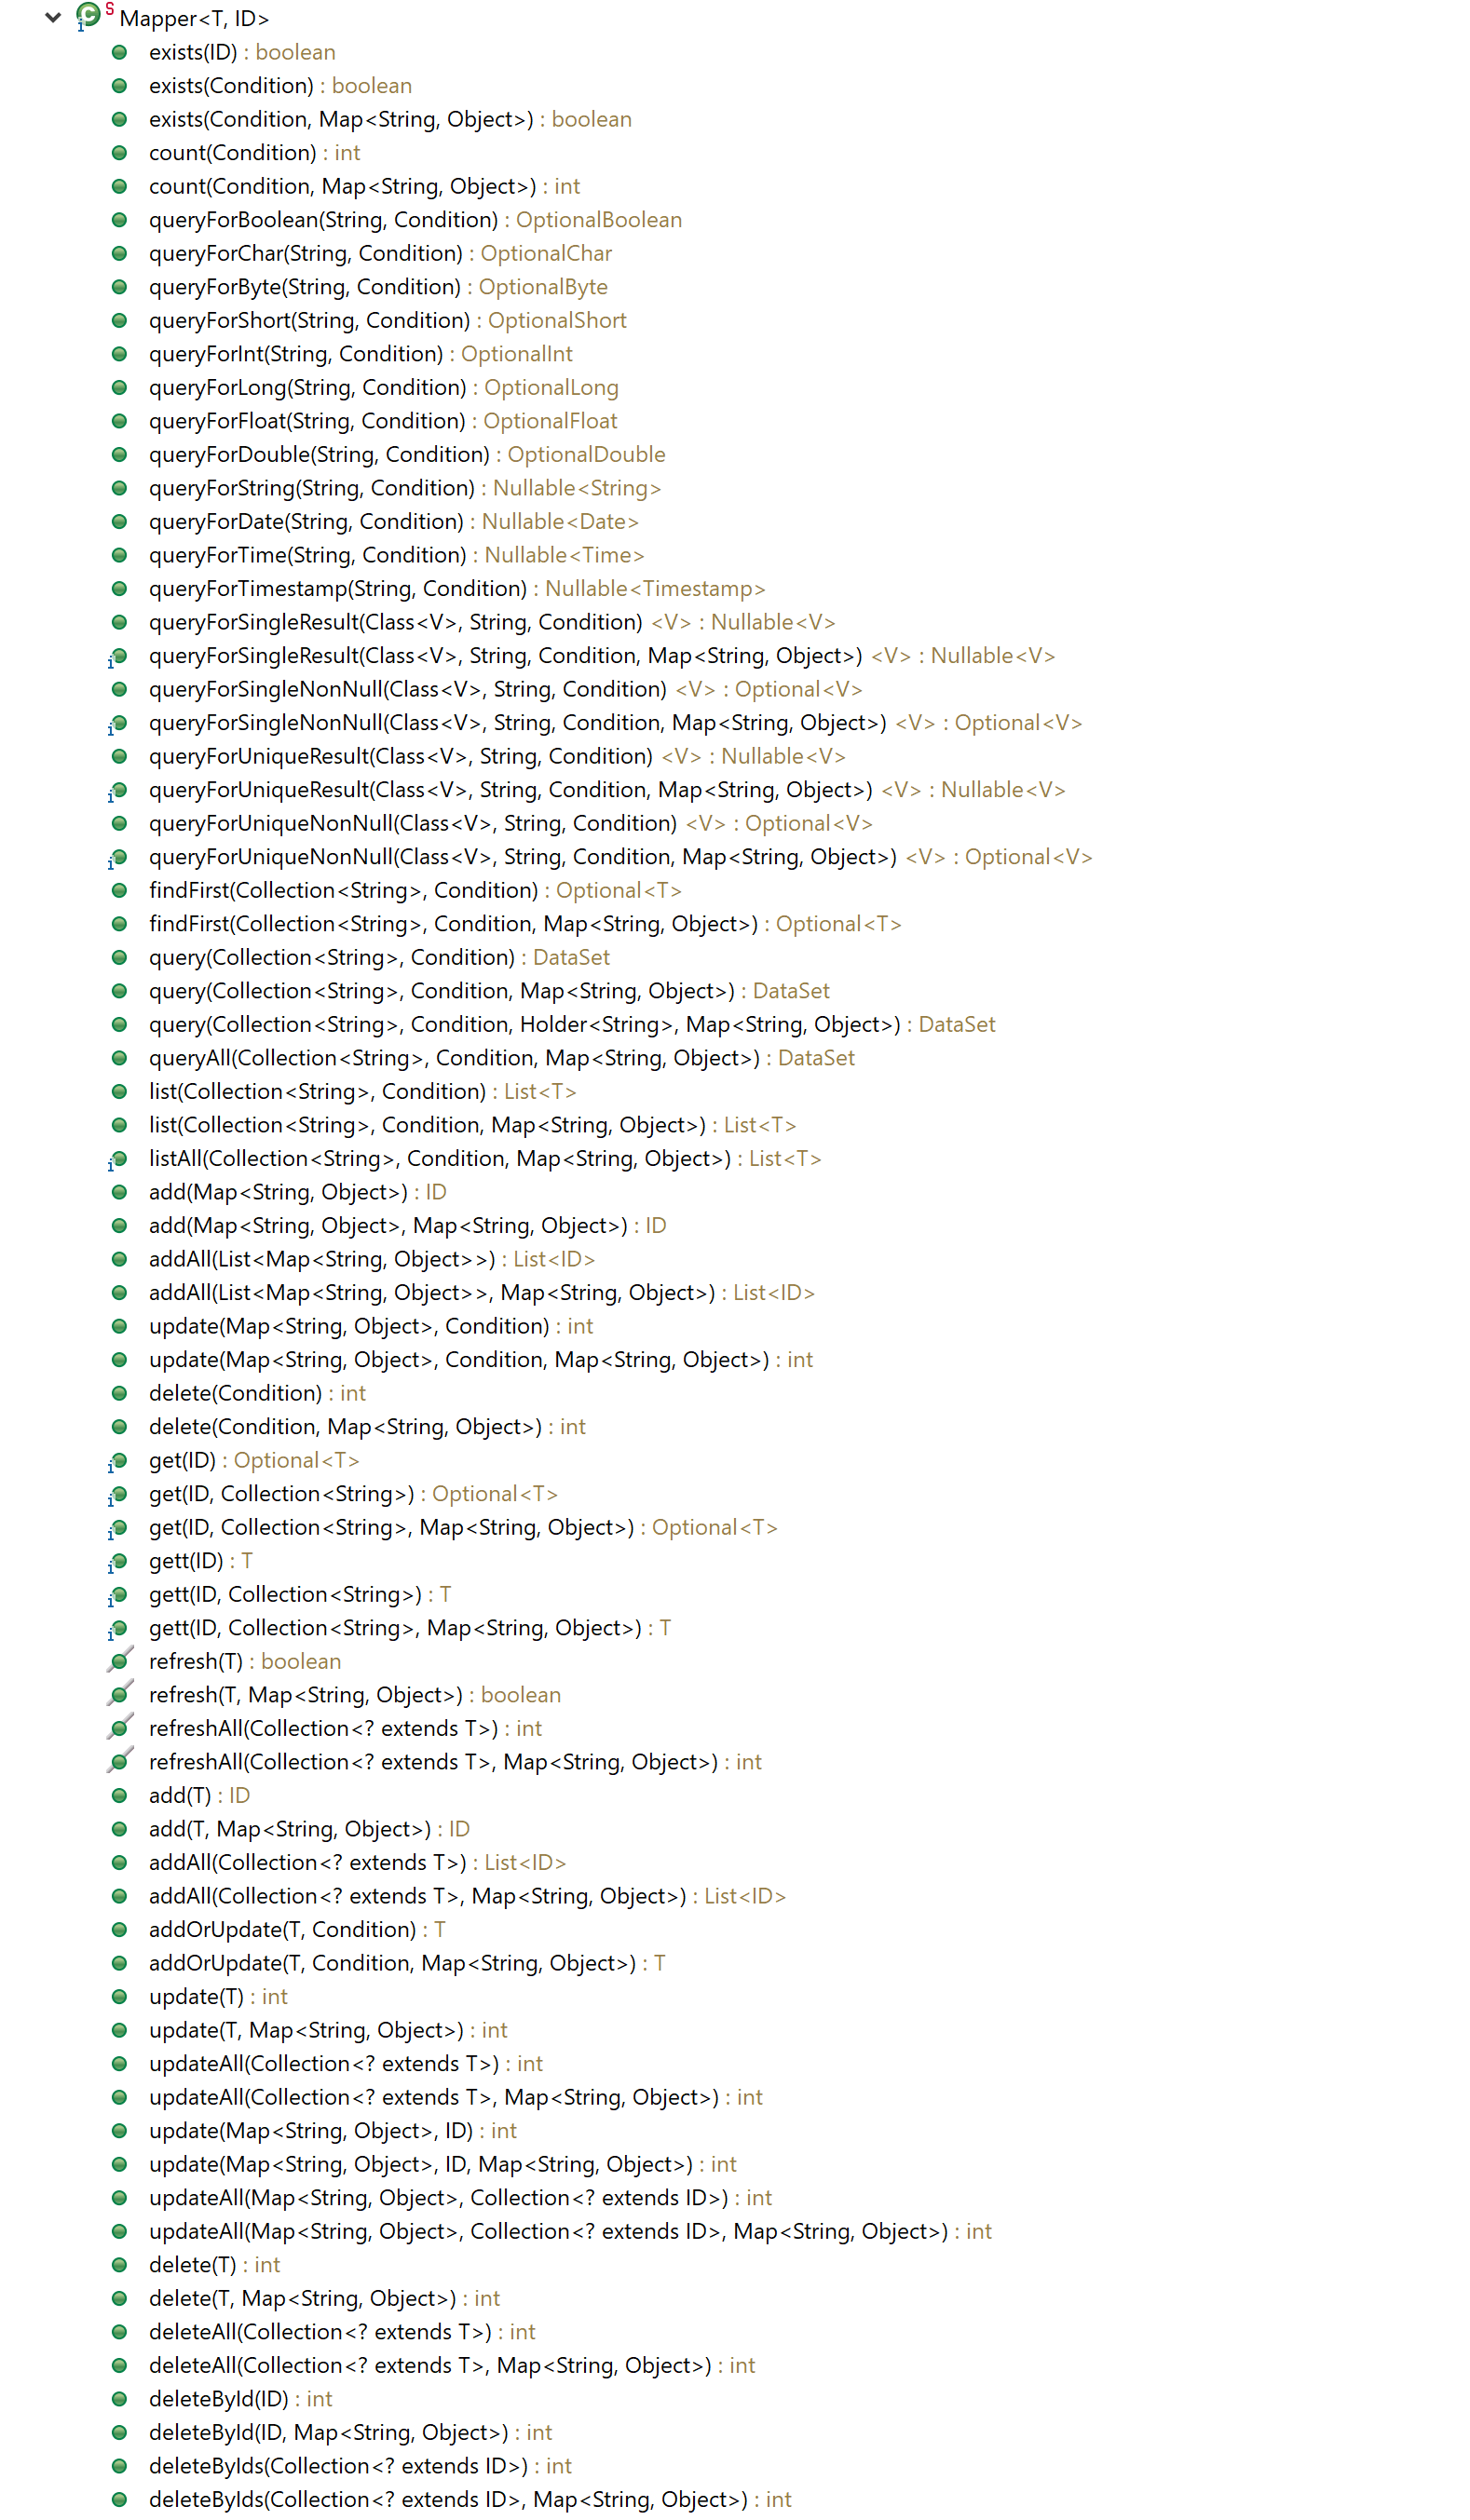 Mapper<T, ID>
exists(ID) : boolean
exists(Condition) : boolean
exists(Condition, Map<String, Object>) : boolean
count(Condition) : int
count(Condition, Map<String, Object>) : int
queryForBoolean(String, Condition) : OptionalBoolean
queryForChar(String, Condition) : OptionalChar
queryForByte(String, Condition) : OptionalByte
queryForShort(String, Condition) : OptionalShort
queryForInt(String, Condition) : OptionalInt
queryForLong(String, Condition) : OptionalLong
queryForFloat(String, Condition) : OptionalFloat
queryForDouble(String, Condition) : OptionalDouble
queryForString(String, Condition) : Nullable<String>
queryForDate(String, Condition) : Nullable<Date>
queryForTime(String, Condition) : Nullable<Time>
queryForTimestamp(String, Condition) : Nullable<Timestamp>
queryForSingleResult(Class<V>, String, Condition) <V> : Nullable<V>
queryForSingleResult(Class<V>, String, Condition, Map<String, Object>) <V> : Nullable<V>
queryForSingleNonNull(Class<V>, String, Condition) <V> : Optional<V>
queryForSingleNonNull(Class<V>, String, Condition, Map<String, Object>) <V> : Optional<V>
queryForUniqueResult(Class<V>, String, Condition) <V> : Nullable<V>
queryForUniqueResult(Class<V>, String, Condition, Map<String, Object>) <V> : Nullable<V>
queryForUniqueNonNull(Class<V>, String, Condition) <V> : Optional<V>
queryForUniqueNonNull(Class<V>, String, Condition, Map<String, Object>) <V> : Optional<V>
findFirst(Collection<String>, Condition) : Optional<T>
findFirst(Collection<String>, Condition, Map<String, Object>) : Optional<T>
query(Collection<String>, Condition) : DataSet
query(Collection<String>, Condition, Map<String, Object>) : DataSet
query(Collection<String>, Condition, Holder<String>, Map<String, Object>) : DataSet
queryAll(Collection<String>, Condition, Map<String, Object>) : DataSet
list(Collection<String>, Condition) : List<T>
list(Collection<String>, Condition, Map<String, Object>) : List<T>
listAll(Collection<String>, Condition, Map<String, Object>) : List<T>
add(Map<String, Object>) : ID
add(Map<String, Object>, Map<String, Object>) : ID
addAll(List<Map<String, Object>>) : List<ID>
addAll(List<Map<String, Object>>, Map<String, Object>) : List<ID>
update(Map<String, Object>, Condition) : int
update(Map<String, Object>, Condition, Map<String, Object>) : int
delete(Condition) : int
delete(Condition, Map<String, Object>) : int
get(ID) : Optional<T>
get(ID, Collection<String>) : Optional<T>
get(ID, Collection<String>, Map<String, Object>) : Optional<T>
gett(ID) : T
gett(ID, Collection<String>) : T
gett(ID, Collection<String>, Map<String, Object>) : T
refresh(T) : boolean
refresh(T, Map<String, Object>) : boolean
refreshAll(Collection<? extends T>) : int
refreshAll(Collection<? extends T>, Map<String, Object>) : int
add(T) : ID
add(T, Map<String, Object>) : ID
addAll(Collection<? extends T>) : List<ID>
addAll(Collection<? extends T>, Map<String, Object>) : List<ID>
addOrUpdate(T, Condition) : T
addOrUpdate(T, Condition, Map<String, Object>) : T
update(T) : int
update(T, Map<String, Object>) : int
updateAll(Collection<? extends T>) : int
updateAll(Collection<? extends T>, Map<String, Object>) : int
update(Map<String, Object>, ID) : int
update(Map<String, Object>, ID, Map<String, Object>) : int
updateAll(Map<String, Object>, Collection<? extends ID>) : int
updateAll(Map<String, Object>, Collection<? extends ID>, Map<String, Object>) : int
delete(T) : int
delete(T, Map<String, Object>) : int
deleteAll(Collection<? extends T>) : int
deleteAll(Collection<? extends T>, Map<String, Object>) : int
deleteById(ID) : int
deleteById(ID, Map<String, Object>) : int
deleteByIds(Collection<? extends ID>) : int
deleteByIds(Collection<? extends ID>, Map<String, Object>) : int